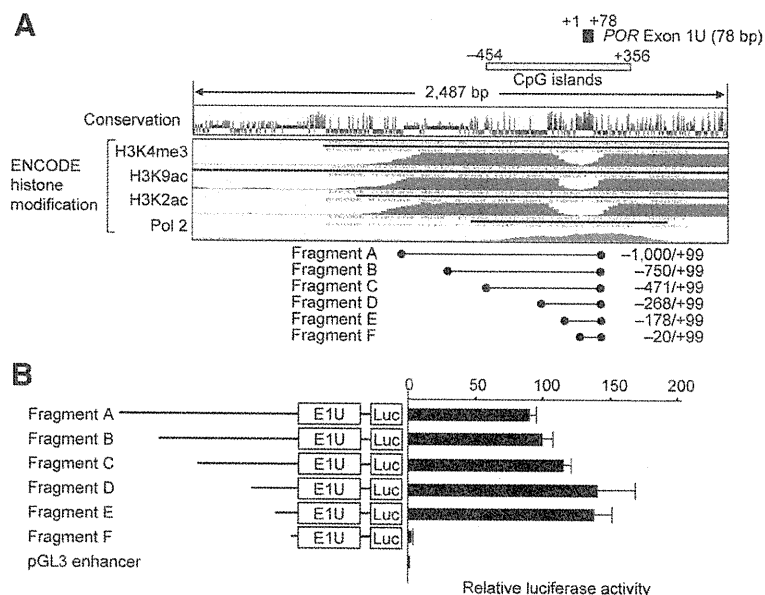 A
+1 +78
POR Exon 1U (78 bp)
–454 +356
CpG islands
2,487 bp
Conservation
ENCODE
histone
modification
H3K4me3
H3K9ac
H3K2ac
Pol 2
Fragment A –1,000/+99
Fragment B –750/+99
Fragment C –471/+99
Fragment D –268/+99
Fragment E –178/+99
Fragment F –20/+99
B
0 50 100 150 200
Fragment A E1U Luc
Fragment B E1U Luc
Fragment C E1U Luc
Fragment D E1U Luc
Fragment E E1U Luc
Fragment F E1U Luc
pGL3 enhancer
Relative luciferase activity